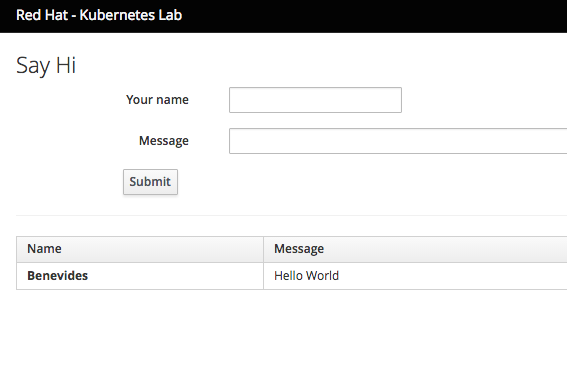 Red Hat - Kubernetes Lab
Say Hi
Your name
Message
Submit
Name Message
Benevides Hello World